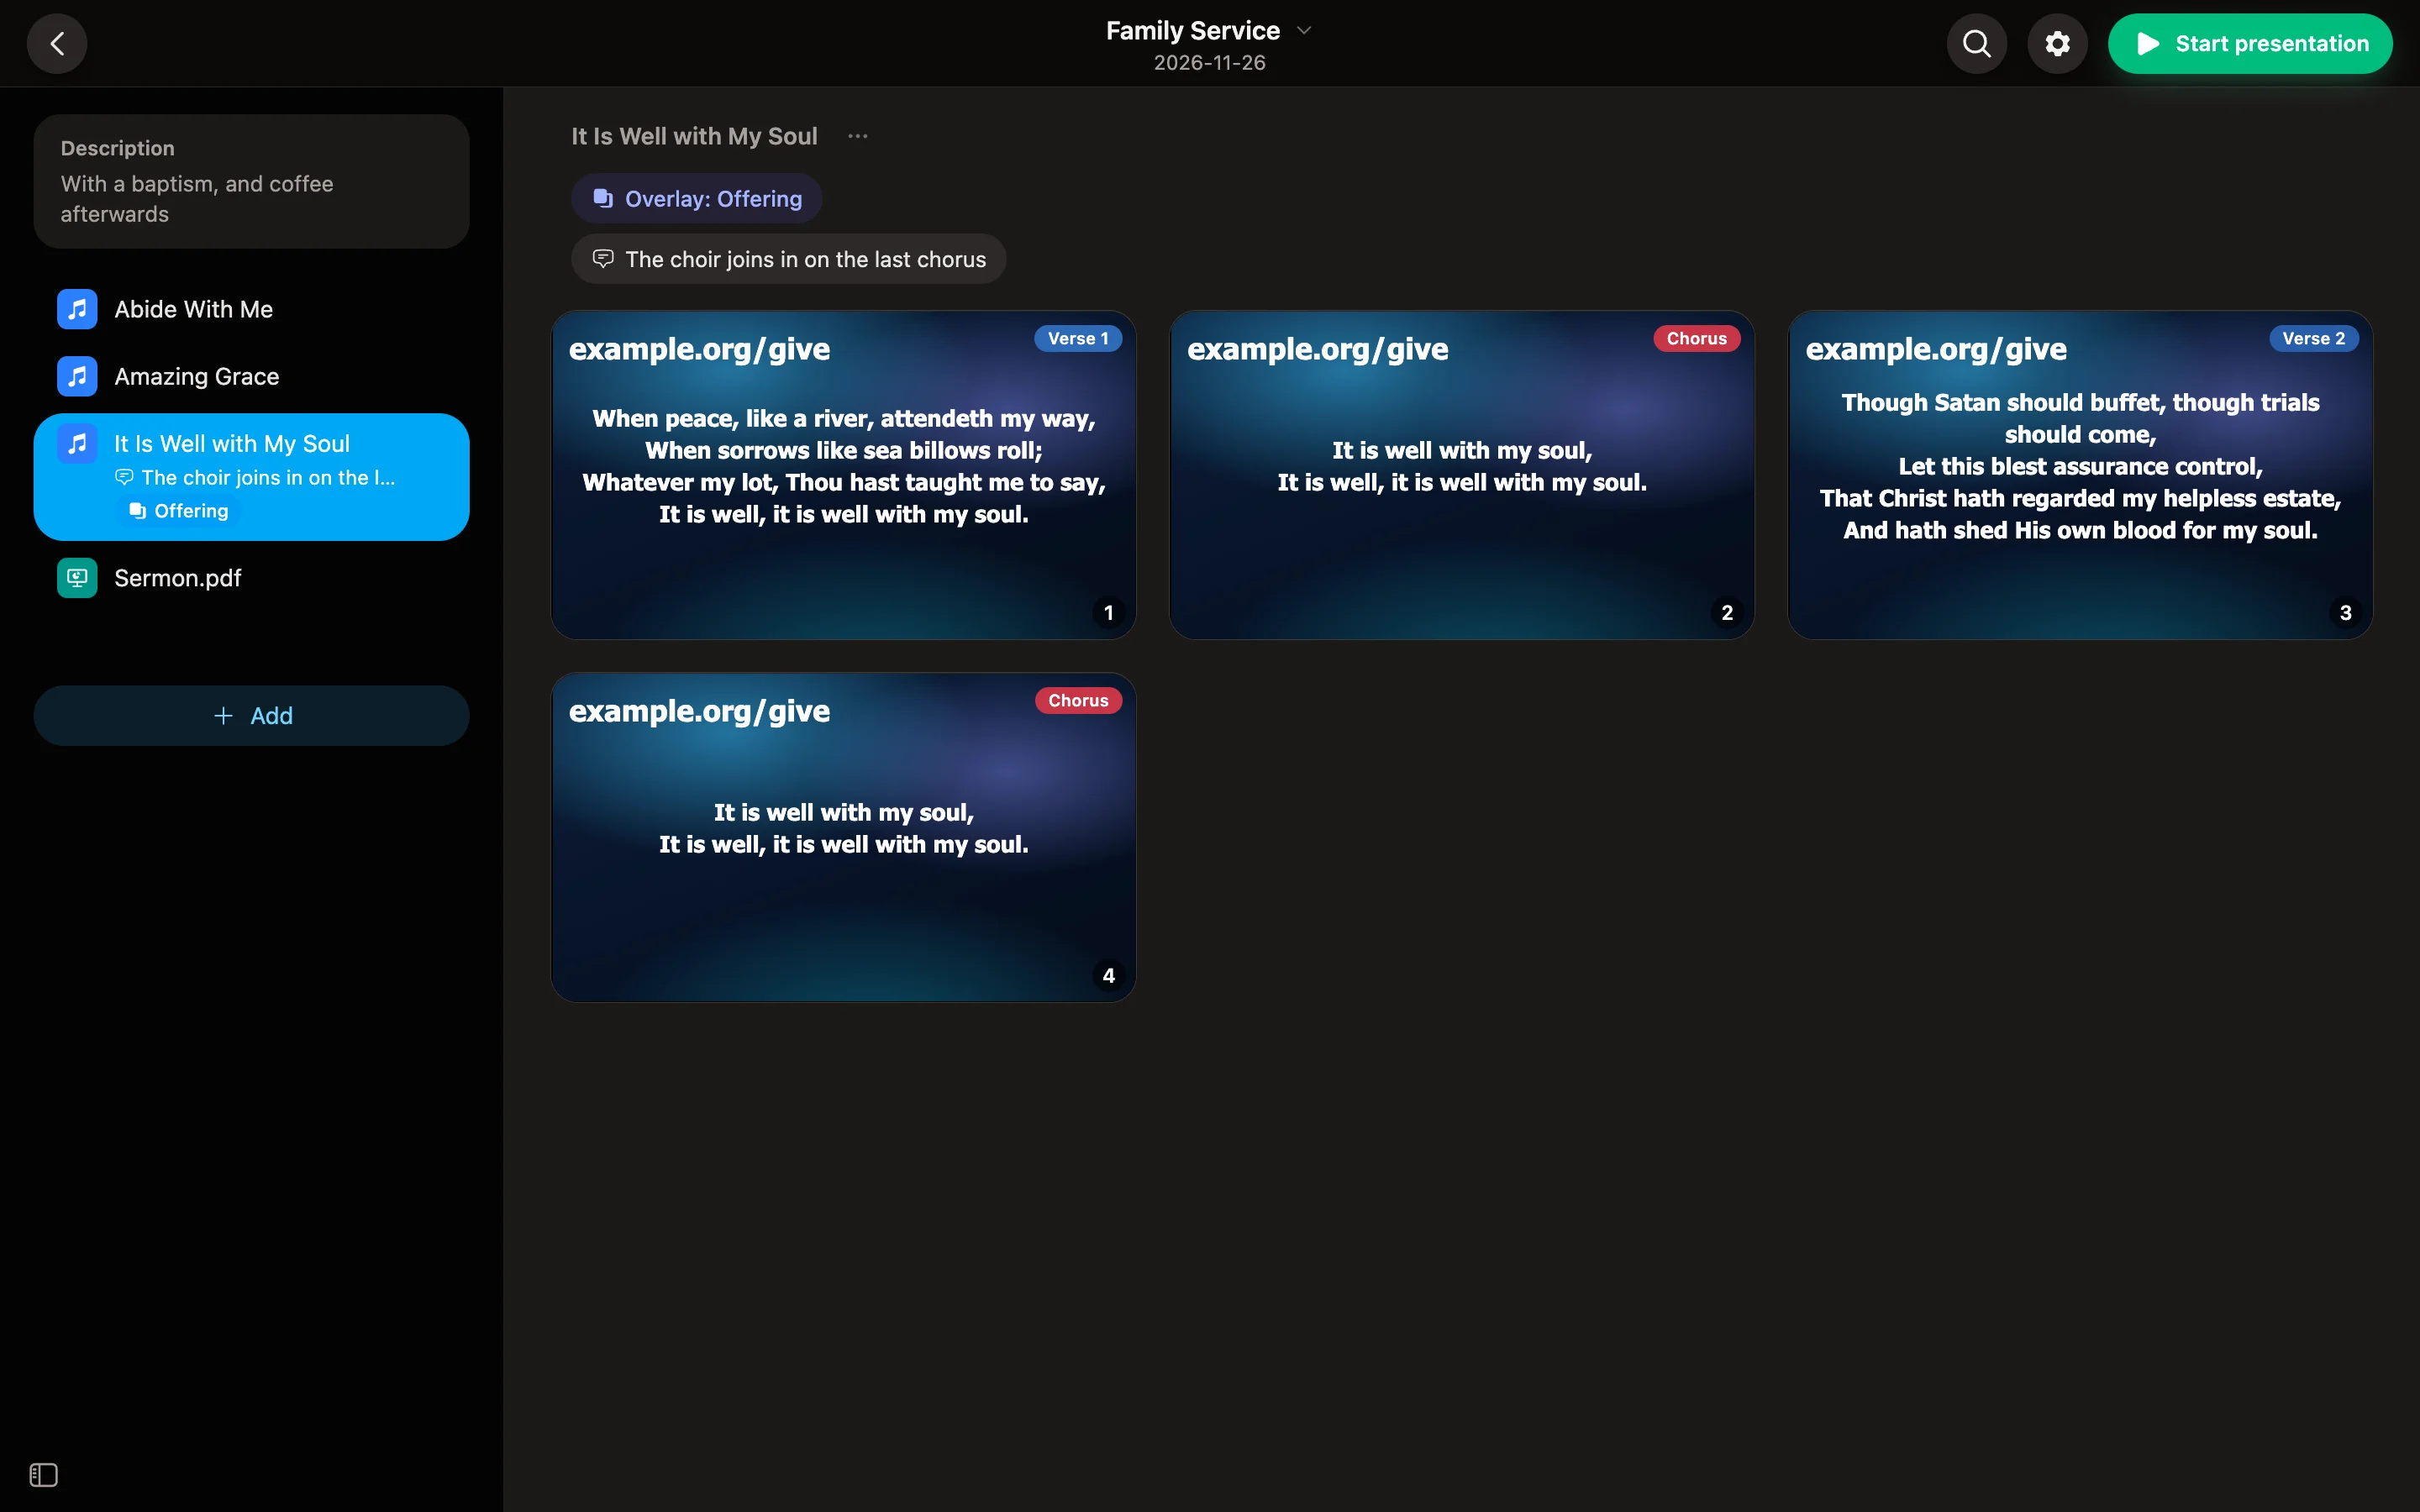 Family Service
2026-11-26
Start presentation
Description
With a baptism, and coffee
afterwards
Abide With Me
Amazing Grace
It Is Well with My Soul
The choir joins in on the l...
Offering
Sermon.pdf
Add
It Is Well with My Soul
Overlay: Offering
The choir joins in on the last chorus
example.org/give
Verse 1
When peace, like a river, attendeth my way,
When sorrows like sea billows roll;
Whatever my lot, Thou hast taught me to say,
It is well, it is well with my soul.
1
example.org/give
Chorus
It is well with my soul,
It is well, it is well with my soul.
2
example.org/give
Verse 2
Though Satan should buffet, though trials
should come,
Let this blest assurance control,
That Christ hath regarded my helpless estate,
And hath shed His own blood for my soul.
3
example.org/give
Chorus
It is well with my soul,
It is well, it is well with my soul.
4